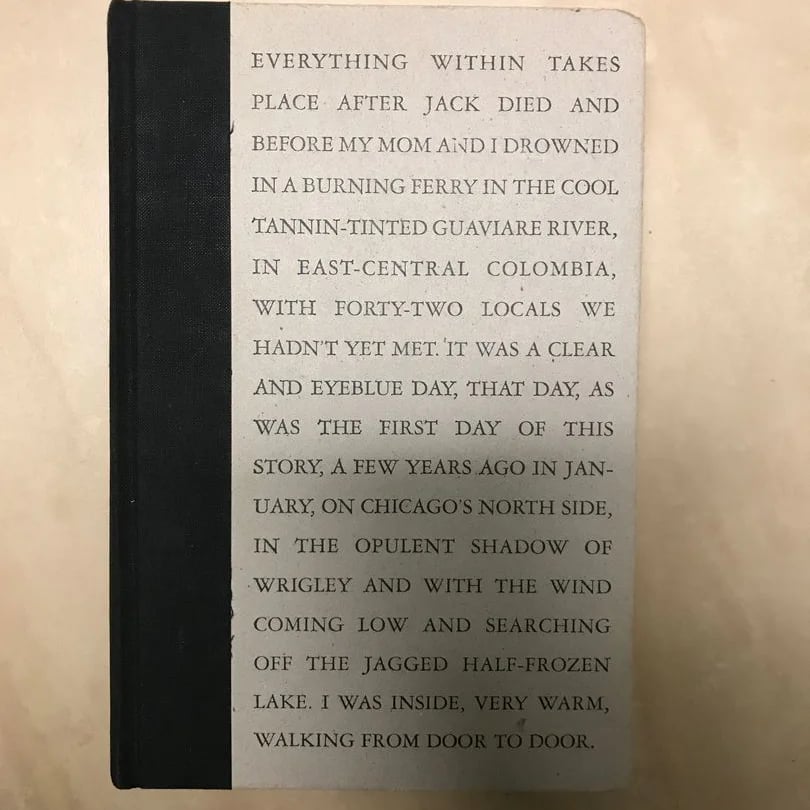 EVERYTHING WITHIN TAKES
PLACE AFTER JACK DIED AND
BEFORE MY MOM AND I DROWNED
IN A BURNING FERRY IN THE COOL
TANNIN-TINTED GUAVIARE RIVER,
IN EAST-CENTRAL COLOMBIA,
WITH FORTY-TWO LOCALS WE
HADN'T YET MET. IT WAS A CLEAR
AND EYEBLUE DAY, THAT DAY, AS
WAS THE FIRST DAY OF THIS
STORY, A FEW YEARS AGO IN JAN-
UARY, ON CHICAGO'S NORTH SIDE,
IN THE OPULENT SHADOW OF
WRIGLEY AND WITH THE WIND
COMING LOW AND SEARCHING
OFF THE JAGGED HALF-FROZEN
LAKE. I WAS INSIDE, VERY WARM,
WALKING FROM DOOR TO DOOR.